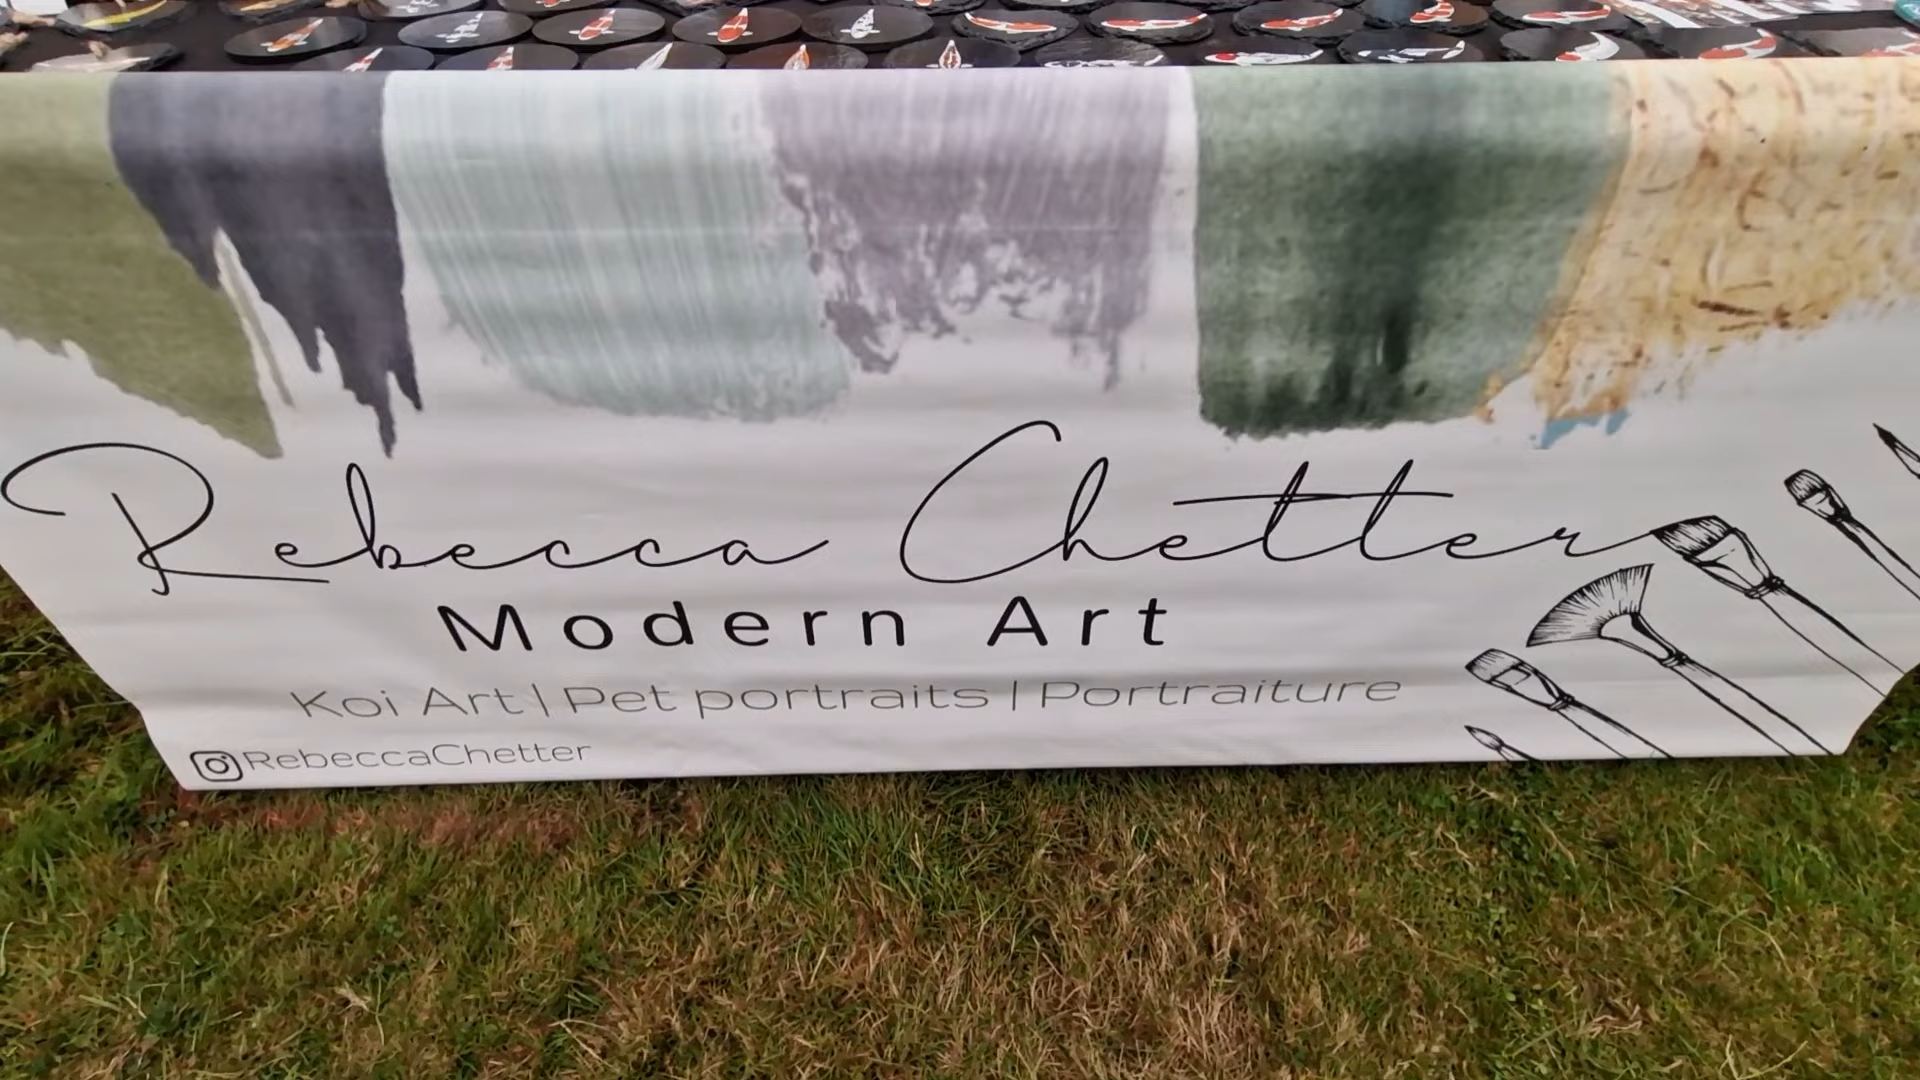 Rebecca Chetter
Modern Art
Koi Art | Pet portraits | Portraiture
RebeccaChetter